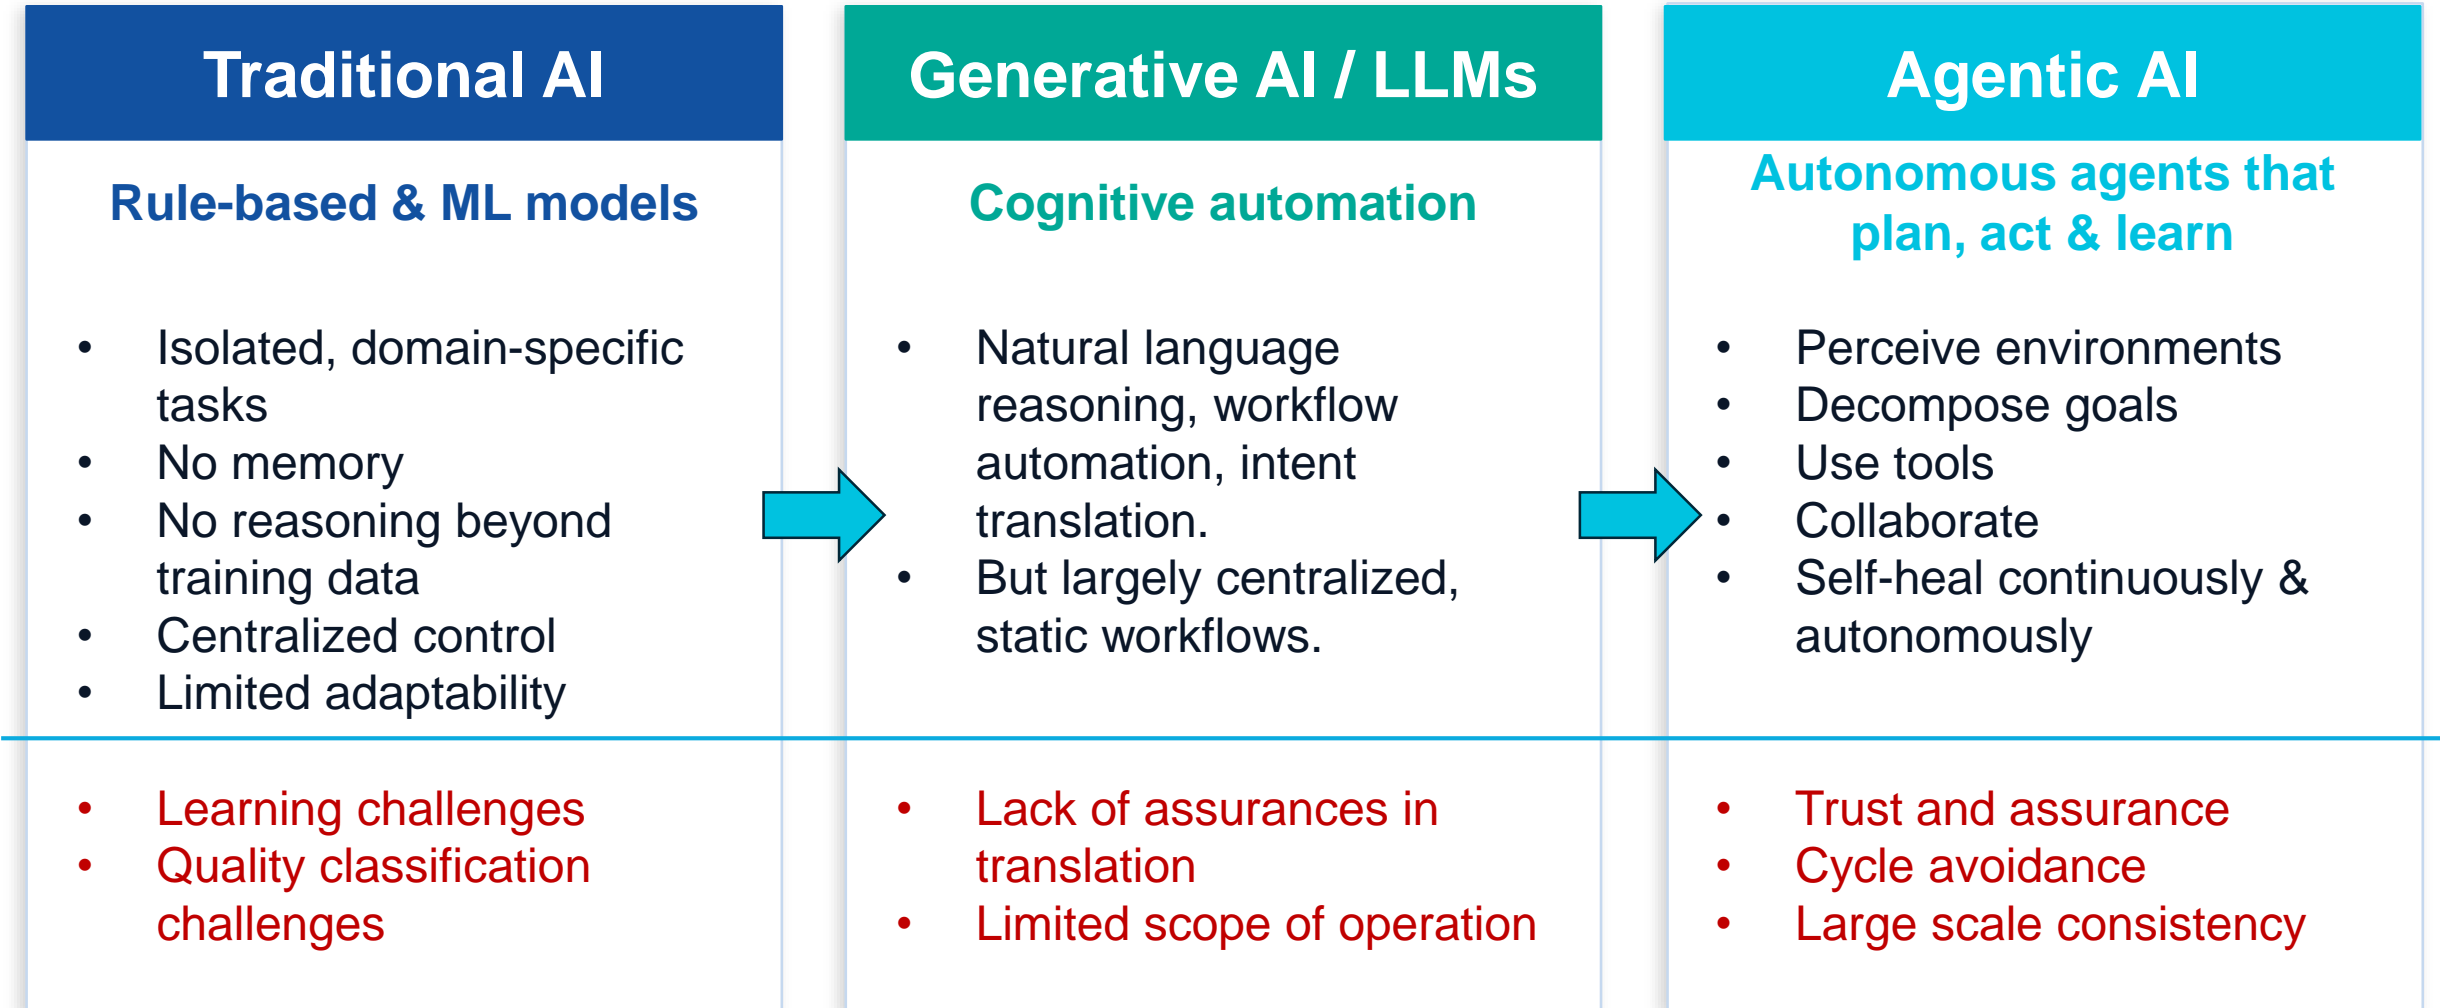 Traditional AI
Rule-based & ML models
• Isolated, domain-specific
tasks
• No memory
• No reasoning beyond
training data
• Centralized control
• Limited adaptability
• Learning challenges
• Quality classification
challenges
Generative AI / LLMs
Cognitive automation
• Natural language
reasoning, workflow
automation, intent
translation.
• But largely centralized,
static workflows.
• Lack of assurances in
translation
• Limited scope of operation
Agentic AI
Autonomous agents that
plan, act & learn
• Perceive environments
• Decompose goals
• Use tools
• Collaborate
• Self-heal continuously &
autonomously
• Trust and assurance
• Cycle avoidance
• Large scale consistency